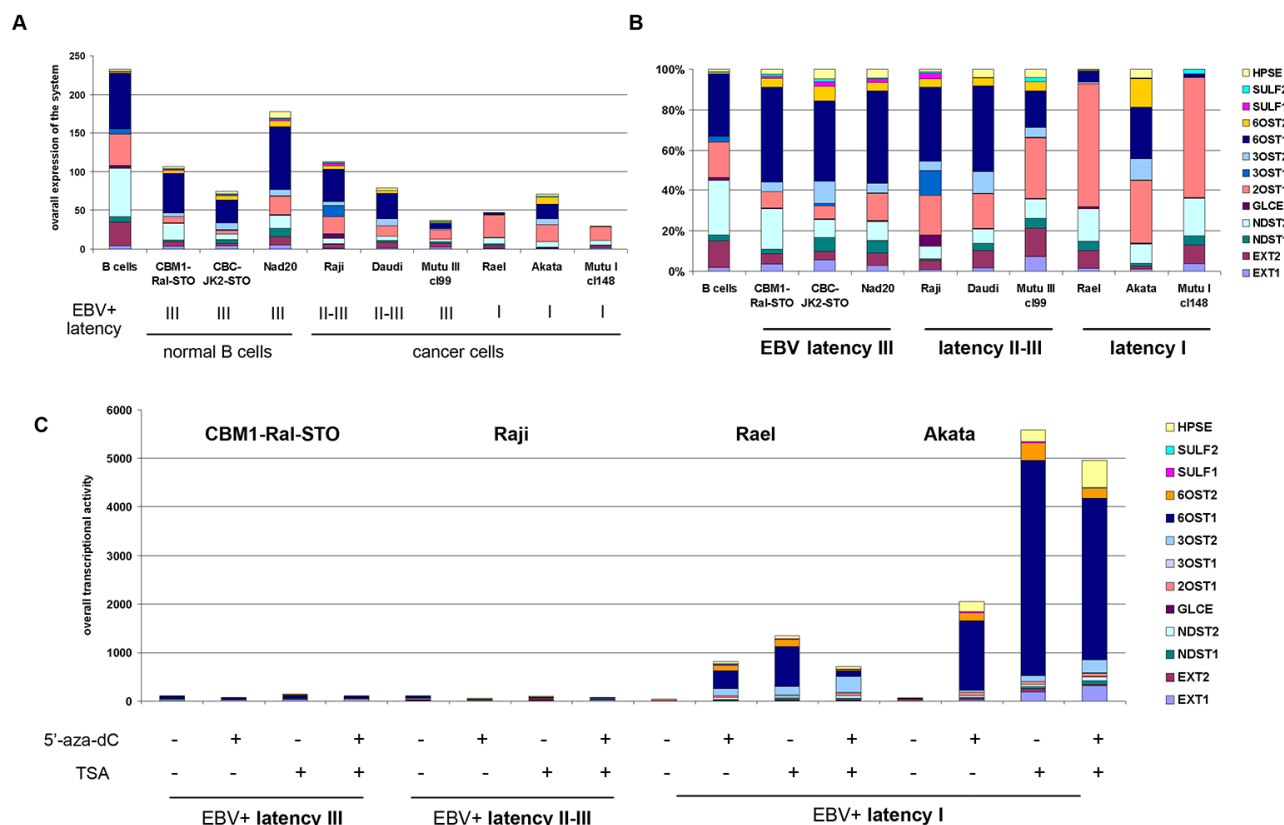 A
ovarall expression of the system
250
200
150
100
50
0
B cells
CBM1-Ral-STO
CBC-JK2-STO
Nad20
Raji
Daudi
Mutu III cl99
Rael
Akata
Mutu I cl148
EBV+ latency
III
III
III
II-III
II-III
III
I
I
I
normal B cells
cancer cells
B
100%
80%
60%
40%
20%
0%
B cells
CBM1-Ral-STO
CBC-JK2-STO
Nad20
Raji
Daudi
Mutu III cl99
Rael
Akata
Mutu I cl148
EBV latency III
latency II-III
latency I
HPSE
SULF2
SULF1
6OST2
6OST1
3OST2
3OST1
2OST1
GLCE
NDST2
NDST1
EXT2
EXT1
C
overall transcriptional activity
6000
5000
4000
3000
2000
1000
0
CBM1-Ral-STO
Raji
Rael
Akata
HPSE
SULF2
SULF1
6OST2
6OST1
3OST2
3OST1
2OST1
GLCE
NDST2
NDST1
EXT2
EXT1
5'-aza-dC - + - + - + - + - + - + - + - +
TSA - - + + - - + + - - + + - - + +
EBV+ latency III
EBV+ latency II-III
EBV+ latency I